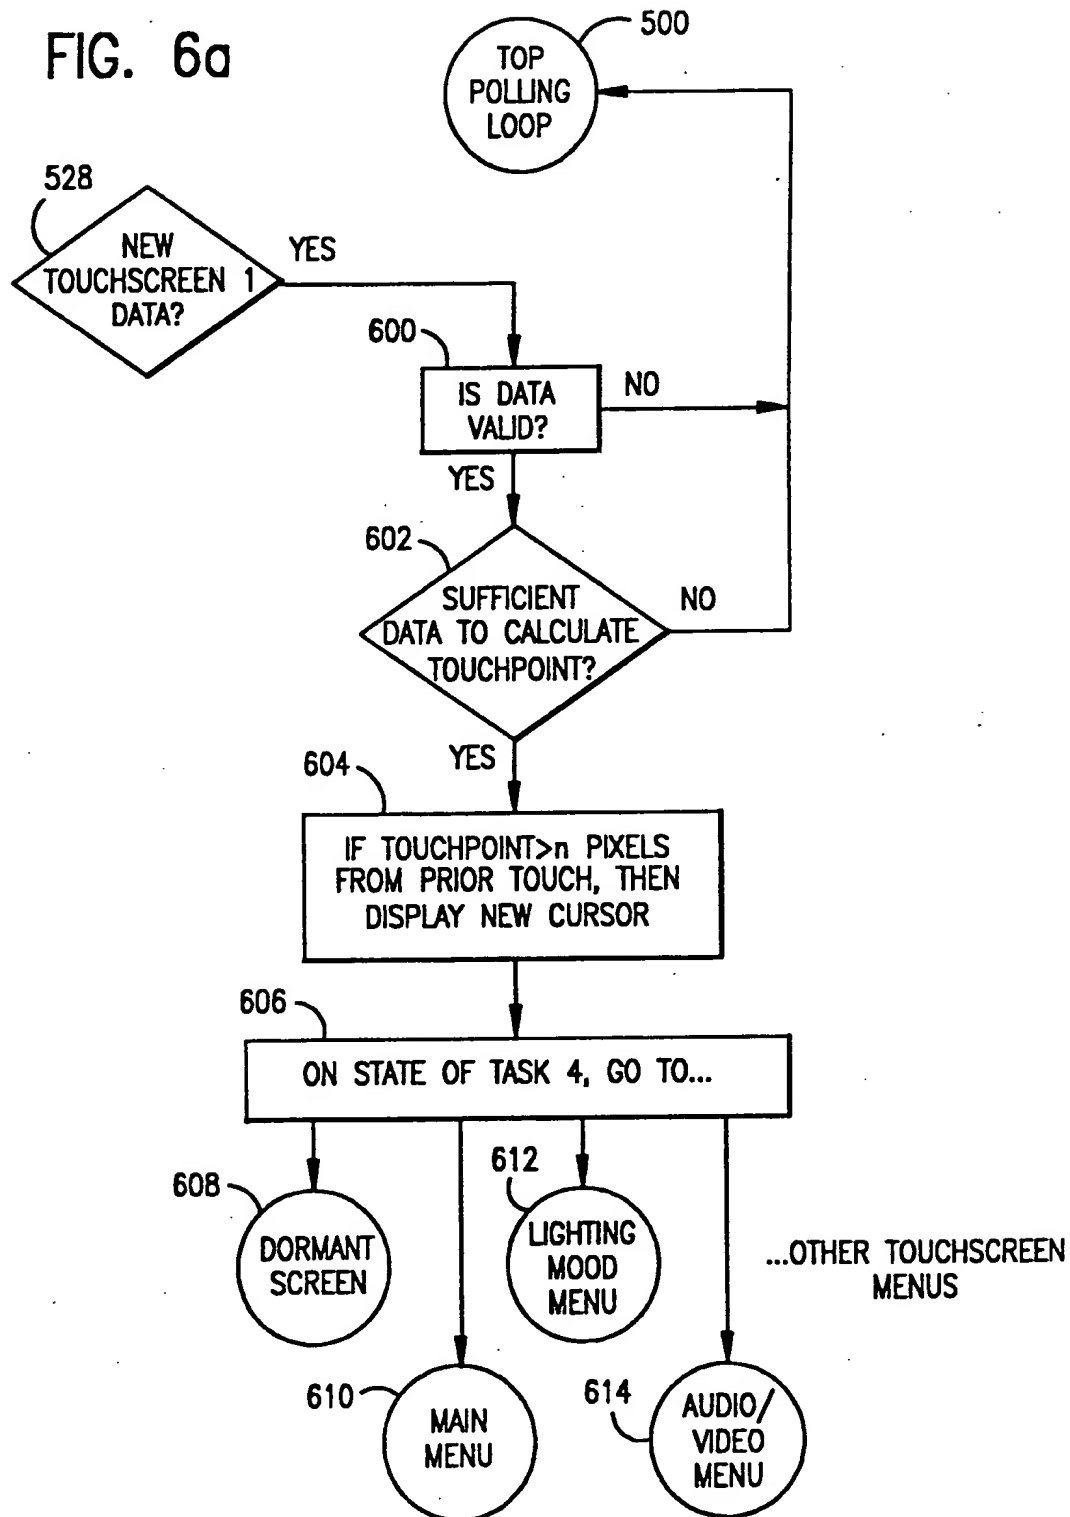 FIG. 6a
500
TOP
POLLING
LOOP
528
NEW
TOUCHSCREEN 1
DATA?
YES
600
IS DATA
VALID?
NO
YES
602
SUFFICIENT
DATA TO CALCULATE
TOUCHPOINT?
NO
YES
604
IF TOUCHPOINT>n PIXELS
FROM PRIOR TOUCH, THEN
DISPLAY NEW CURSOR
606
ON STATE OF TASK 4, GO TO...
608
DORMANT
SCREEN
612
LIGHTING
MOOD
MENU
...OTHER TOUCHSCREEN
MENUS
610
MAIN
MENU
614
AUDIO/
VIDEO
MENU